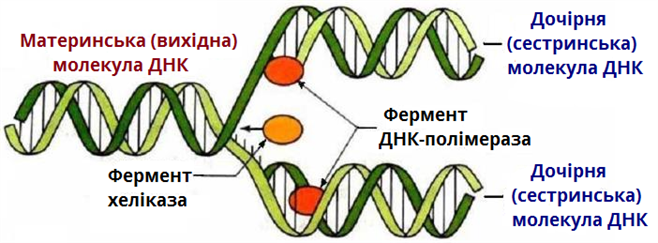 Материнська (вихідна)
молекула ДНК
Дочірня
(сестринська)
молекула ДНК
Фермент
ДНК-полімераза
Фермент
хеліказа
Дочірня
(сестринська)
молекула ДНК